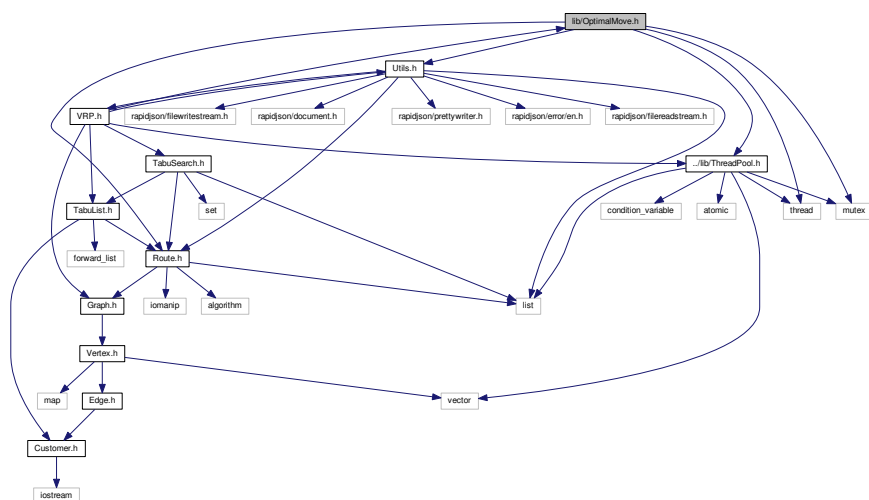 lib/OptimalMove.h
Utils.h
VRP.h
rapidjson/filewritestream.h
rapidjson/document.h
rapidjson/prettywriter.h
rapidjson/error/en.h
rapidjson/filereadstream.h
TabuSearch.h
../lib/ThreadPool.h
TabuList.h
set
condition_variable
atomic
thread
mutex
forward_list
Route.h
Graph.h
iomanip
algorithm
list
Vertex.h
map
Edge.h
vector
Customer.h
iostream